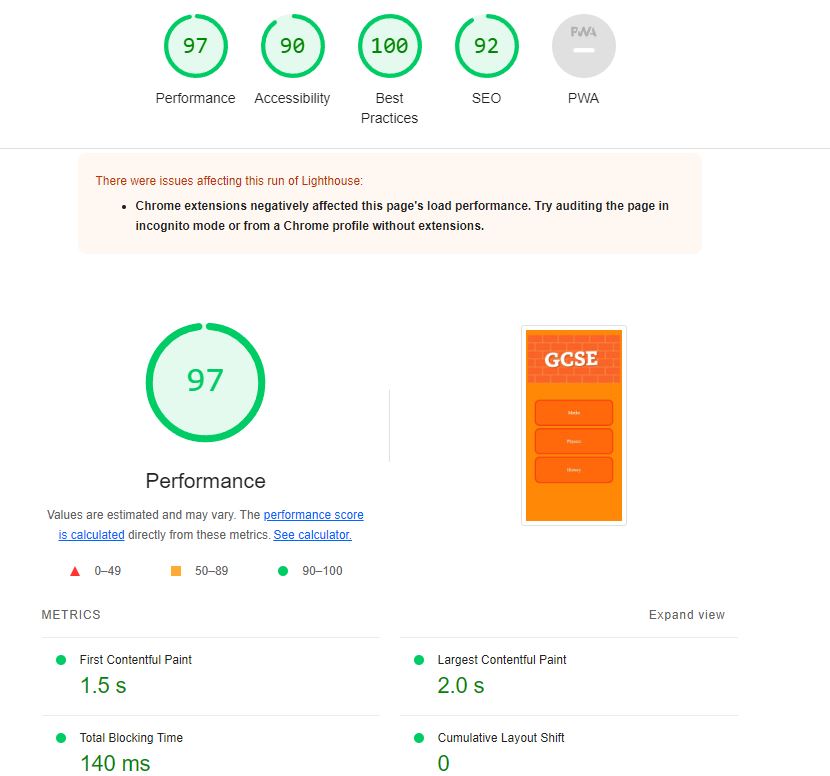 97
90
100
92
PWA
Performance
Accessibility
Best
Practices
SEO
PWA
There were issues affecting this run of Lighthouse:
• Chrome extensions negatively affected this page's load performance. Try auditing the page in
incognito mode or from a Chrome profile without extensions.
97
GCSE
Maths
Physics
History
Performance
Values are estimated and may vary. The performance score
is calculated directly from these metrics. See calculator.
0–49
50–89
90–100
METRICS
Expand view
First Contentful Paint
1.5 s
Largest Contentful Paint
2.0 s
Total Blocking Time
140 ms
Cumulative Layout Shift
0